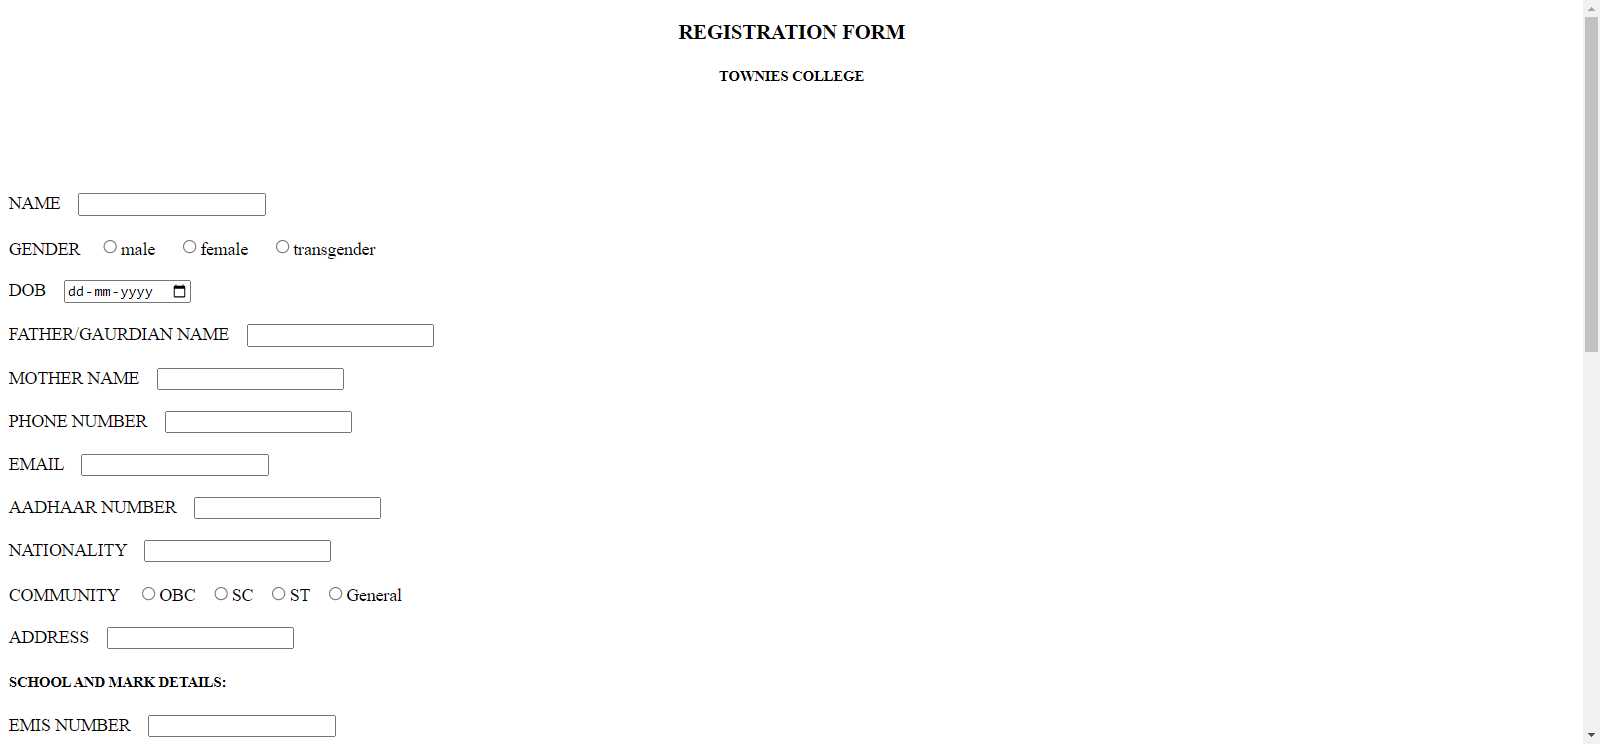 REGISTRATION FORM
TOWNIES COLLEGE
NAME
GENDER male female transgender
DOB dd-mm-yyyy
FATHER/GAURDIAN NAME
MOTHER NAME
PHONE NUMBER
EMAIL
AADHAAR NUMBER
NATIONALITY
COMMUNITY OBC SC ST General
ADDRESS
SCHOOL AND MARK DETAILS:
EMIS NUMBER